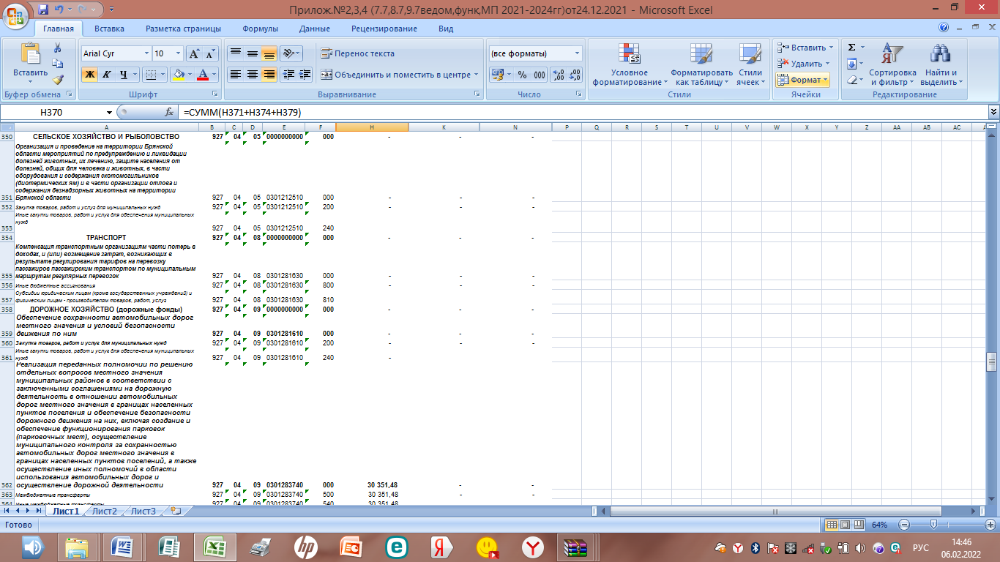 Прилож.№2,3,4 (7.7,8.7,9.7ведом,функ,МП 2021-2024гг)от24.12.2021 - Microsoft Excel
Главная Вставка Разметка страницы Формулы Данные Рецензирование Вид
Вставить
Буфер обмена
Arial Cyr 10
Ж К Ч
Шрифт
Перенос текста
Объединить и поместить в центре
Выравнивание
(все форматы)
% 000
Число
Условное форматирование
Форматировать как таблицу
Стили ячеек
Стили
Вставить
Удалить
Формат
Ячейки
Сортировка и фильтр
Найти и выделить
Редактирование
H370 fx =СУММ(H371+H374+H379)
A B C D E F H K N P Q R S T U V W X Y Z AA AB AC
350 СЕЛЬСКОЕ ХОЗЯЙСТВО И РЫБОЛОВСТВО 927 04 05 0000000000 000 - - -
Организация и проведение на территории Брянской
области мероприятий по предупреждению и ликвидации
болезней животных, их лечению, защите населения от
болезней, общих для человека и животных, в части
оборудования и содержания скотомогильников
(биотермических ям) и в части организации отлова и
содержания безнадзорных животных на территории
351 Брянской области 927 04 05 0301212510 000 - - -
352 Закупка товаров, работ и услуг для муниципальных нужд 927 04 05 0301212510 200 - - -
Иные закупки товаров, работ и услуг для обеспечения муниципальных
нужд
353 927 04 05 0301212510 240
354 ТРАНСПОРТ 927 04 08 0000000000 000 - - -
Компенсация транспортным организациям части потерь в
доходах, и (или) возмещение затрат, возникающих в
результате регулирования тарифов на перевозку
пассажиров пассажирским транспортом по муниципальным
355 маршрутам регулярных перевозок 927 04 08 0301281630 000 - - -
356 Иные бюджетные ассигнования 927 04 08 0301281630 800 - - -
Субсидии юридическим лицам (кроме государственных учреждений) и
357 физическим лицам - производителям товаров, работ, услуг 927 04 08 0301281630 810 - - -
358 ДОРОЖНОЕ ХОЗЯЙСТВО (дорожные фонды) 927 04 09 0000000000 000 - - -
Обеспечение сохранности автомобильных дорог
местного значения и условий безопасности
359 движения по ним 927 04 09 0301281610 000 - - -
360 Закупка товаров, работ и услуг для муниципальных нужд 927 04 09 0301281610 200 - - -
Иные закупки товаров, работ и услуг для обеспечения муниципальных
361 нужд 927 04 09 0301281610 240 -
Реализация переданных полномочий по решению
отдельных вопросов местного значения
муниципальных районов в соответствии с
заключенными соглашениями на дорожную
деятельность в отношении автомобильных
дорог местного значения в границах населенных
пунктов поселения и обеспечение безопасности
дорожного движения на них, включая создание и
обеспечение функционирования парковок
(парковочных мест), осуществление
муниципального контроля за сохранностью
автомобильных дорог местного значения в
границах населенных пунктов поселений, а также
осуществление иных полномочий в области
использования автомобильных дорог и
362 осуществление дорожной деятельности 927 04 09 0301283740 000 30 351,48 - -
363 Межбюджетные трансферты 927 04 09 0301283740 500 30 351,48 - -
364 Иные межбюджетные трансферты 927 04 09 0301283740 540 30 351,48
Лист1 Лист2 Лист3
Готово 64%
РУС 14:46
06.02.2022